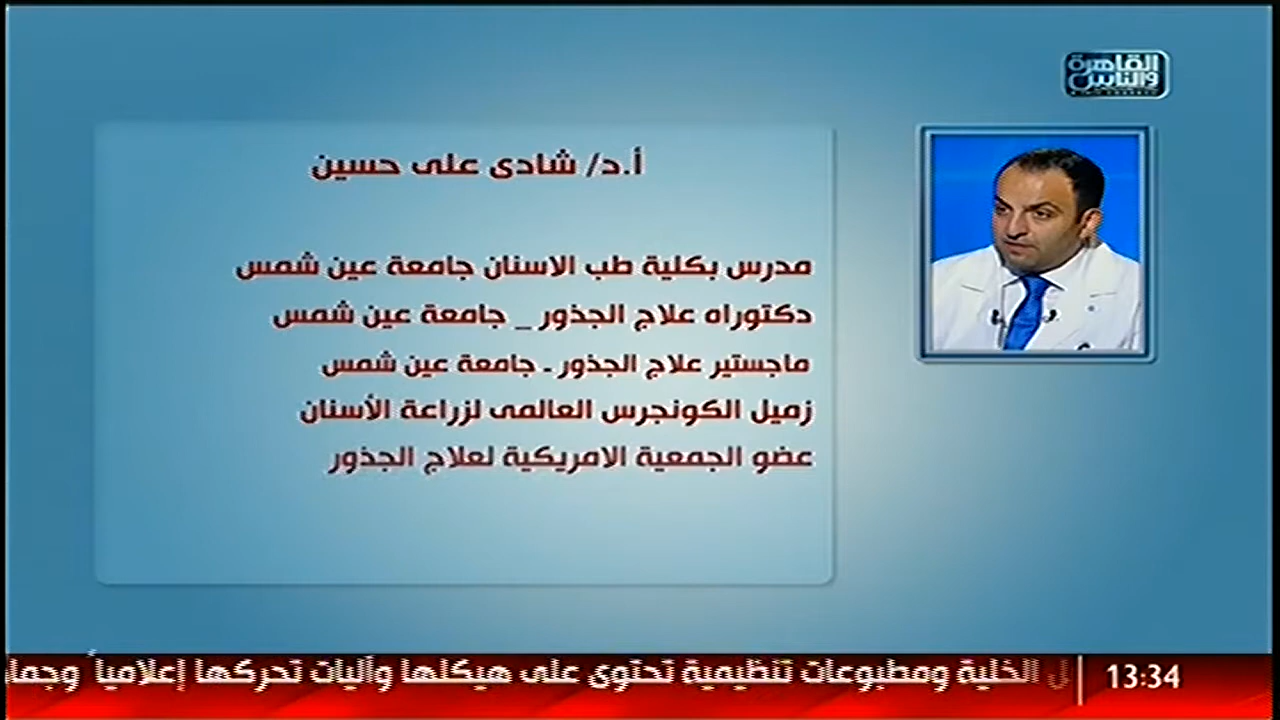 القاهرة
والناس
أ.د/ شادى على حسين
مدرس بكلية طب الاسنان جامعة عين شمس
دكتوراه علاج الجذور _ جامعة عين شمس
ماجستير علاج الجذور - جامعة عين شمس
زميل الكونجرس العالمى لزراعة الأسنان
عضو الجمعية الامريكية لعلاج الجذور
الخلية ومطبوعات تنظيمية تحتوى على هيكلها وآليات تحركها إعلامياً وجما
13:34